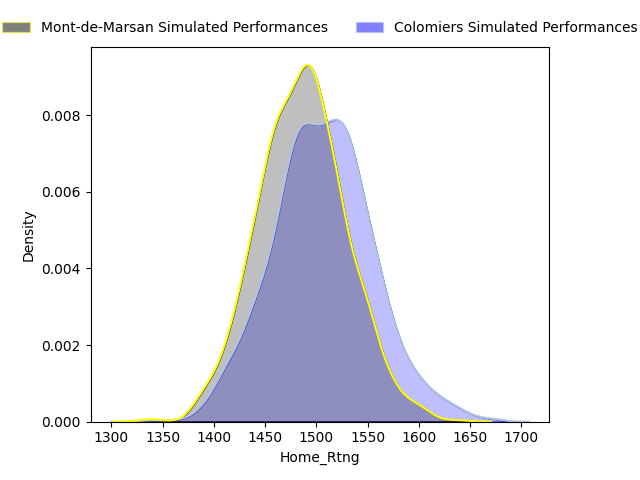 Mont-de-Marsan Simulated Performances
Colomiers Simulated Performances
Density
0.008
0.006
0.004
0.002
0.000
1300 1350 1400 1450 1500 1550 1600 1650 1700
Home_Rtng